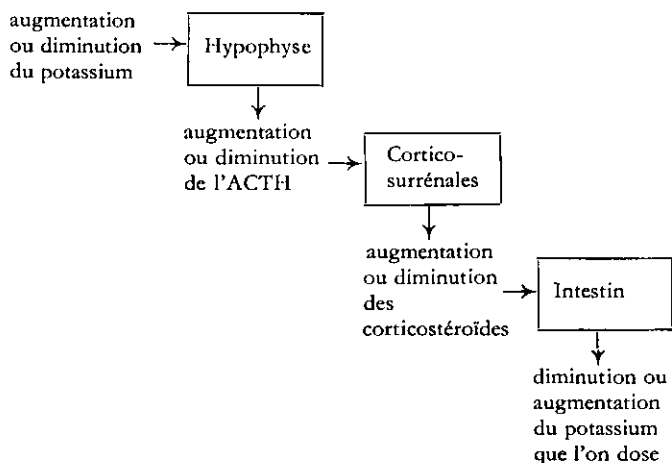 augmentation
ou diminution
du potassium
Hypophyse
augmentation
ou diminution
de l'ACTH
Cortico-
surrénales
augmentation
ou diminution
des
corticostéroïdes
Intestin
diminution ou
augmentation
du potassium
que l'on dose